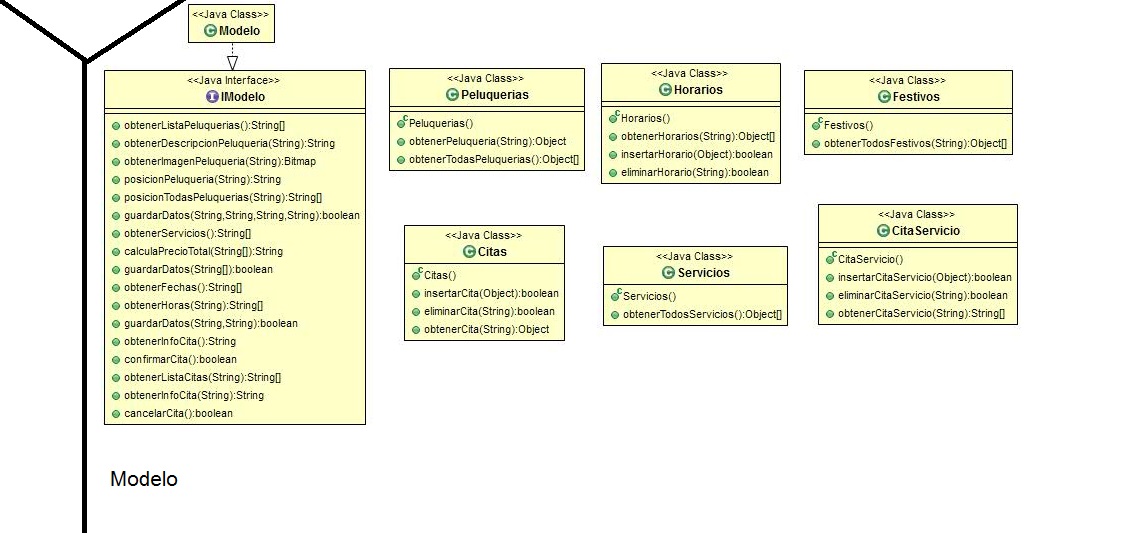 <<Java Class>>
Modelo
<<Java Interface>>
IModelo
obtenerListaPeluquerias():String[]
obtenerDescripcionPeluqueria(String):String
obtenerImagenPeluqueria(String):Bitmap
posicionPeluqueria(String):String
posicionTodasPeluquerias(String):String[]
guardarDatos(String,String,String,String):boolean
obtenerServicios():String[]
calculaPrecioTotal(String[]):String
guardarDatos(String[]):boolean
obtenerFechas():String[]
obtenerHoras(String):String[]
guardarDatos(String,String):boolean
obtenerInfoCita():String
confirmarCita():boolean
obtenerListaCitas(String):String[]
obtenerInfoCita(String):String
cancelarCita():boolean
<<Java Class>>
Peluquerias
Peluquerias()
obtenerPeluqueria(String):Object
obtenerTodasPeluquerias():Object[]
<<Java Class>>
Horarios
Horarios()
obtenerHorarios(String):Object[]
insertarHorario(Object):boolean
eliminarHorario(String):boolean
<<Java Class>>
Festivos
Festivos()
obtenerTodosFestivos(String):Object[]
<<Java Class>>
Citas
Citas()
insertarCita(Object):boolean
eliminarCita(String):boolean
obtenerCita(String):Object
<<Java Class>>
Servicios
Servicios()
obtenerTodosServicios():Object[]
<<Java Class>>
CitaServicio
CitaServicio()
insertarCitaServicio(Object):boolean
eliminarCitaServicio(String):boolean
obtenerCitaServicio(String):String[]
Modelo